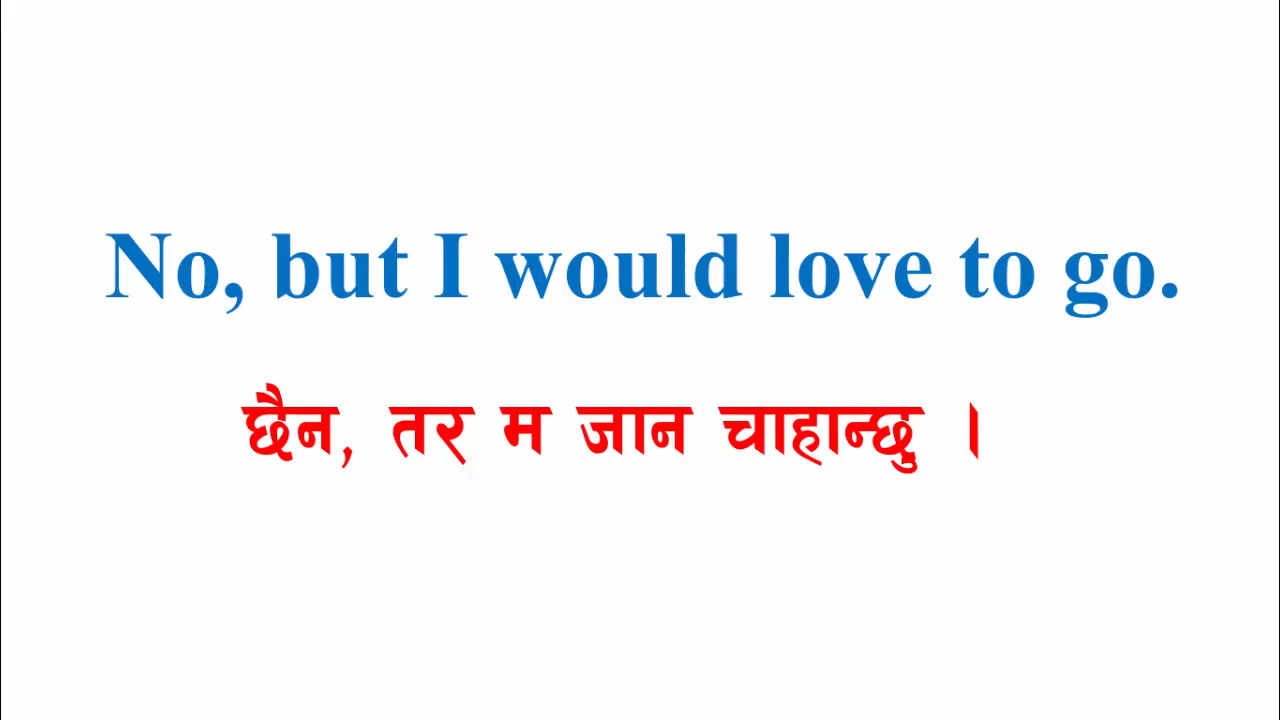 No, but I would love to go.
छैन, तर म जान चाहान्छु ।